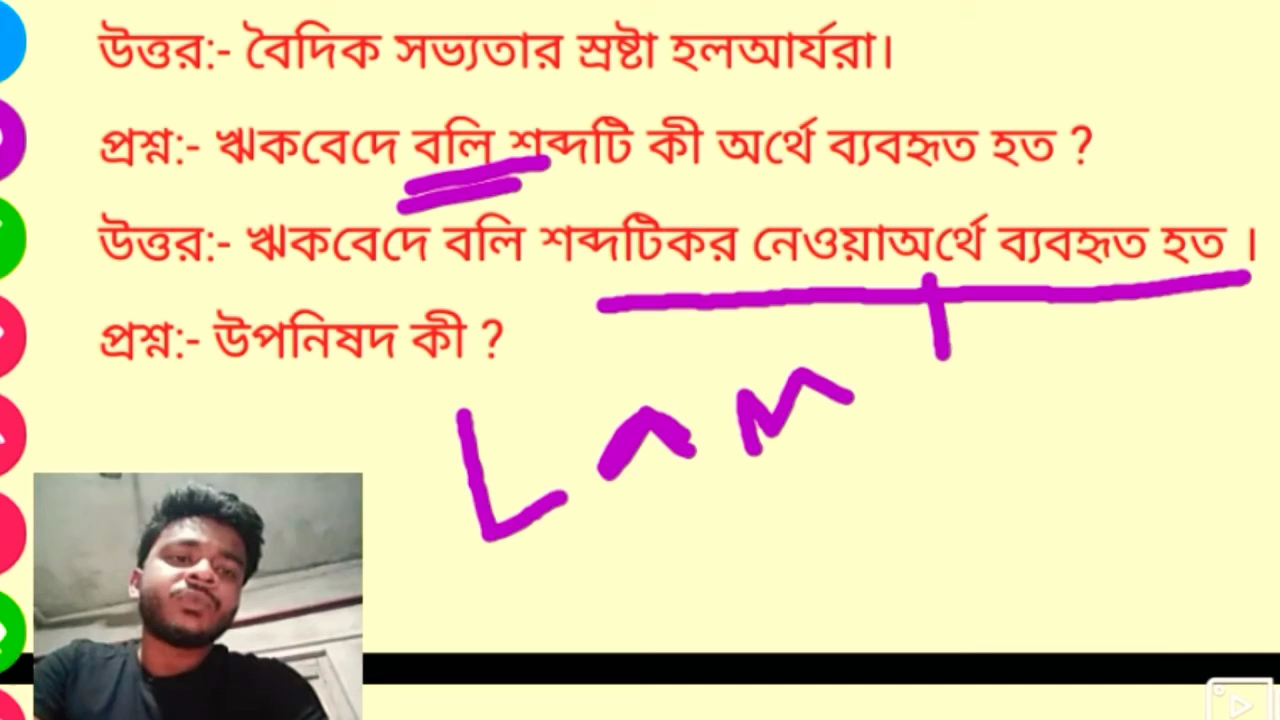 উত্তর:- বৈদিক সভ্যতার স্রষ্টা হলআর্যরা।
প্রশ্ন:- ঋকবেদে বলি শব্দটি কী অর্থে ব্যবহৃত হত ?
উত্তর:- ঋকবেদে বলি শব্দটিকর নেওয়াঅর্থে ব্যবহৃত হত ।
প্রশ্ন:- উপনিষদ কী ?